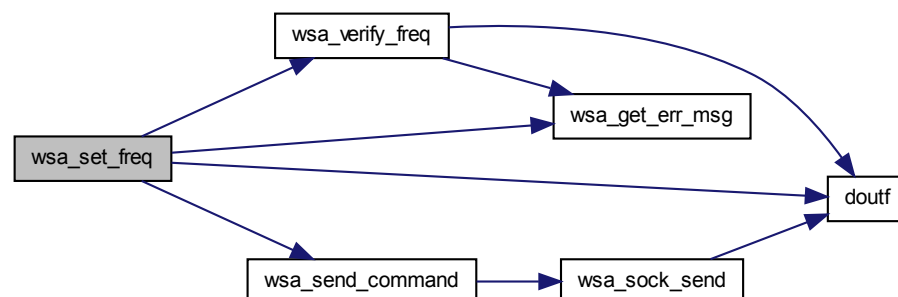 wsa_verify_freq
wsa_get_err_msg
wsa_set_freq
doutf
wsa_send_command
wsa_sock_send